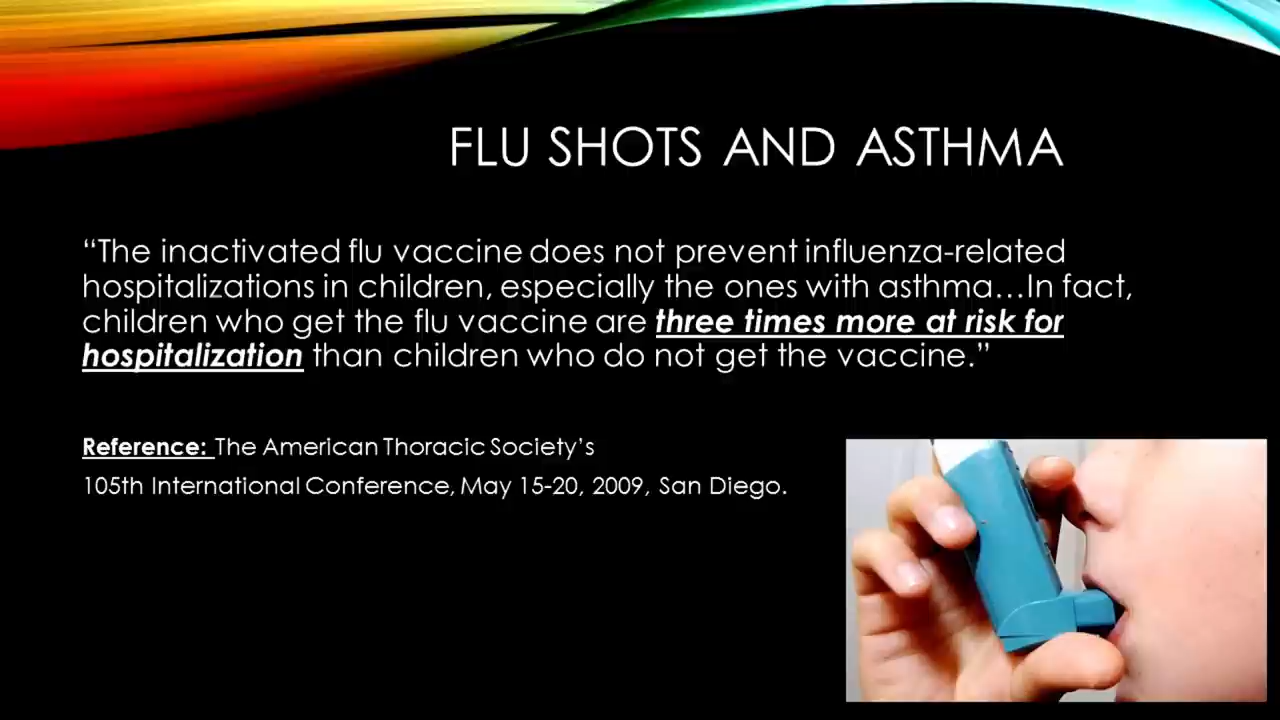 FLU SHOTS AND ASTHMA
“The inactivated flu vaccine does not prevent influenza-related
hospitalizations in children, especially the ones with asthma…In fact,
children who get the flu vaccine are three times more at risk for
hospitalization than children who do not get the vaccine.”
Reference: The American Thoracic Society’s
105th International Conference, May 15-20, 2009, San Diego.